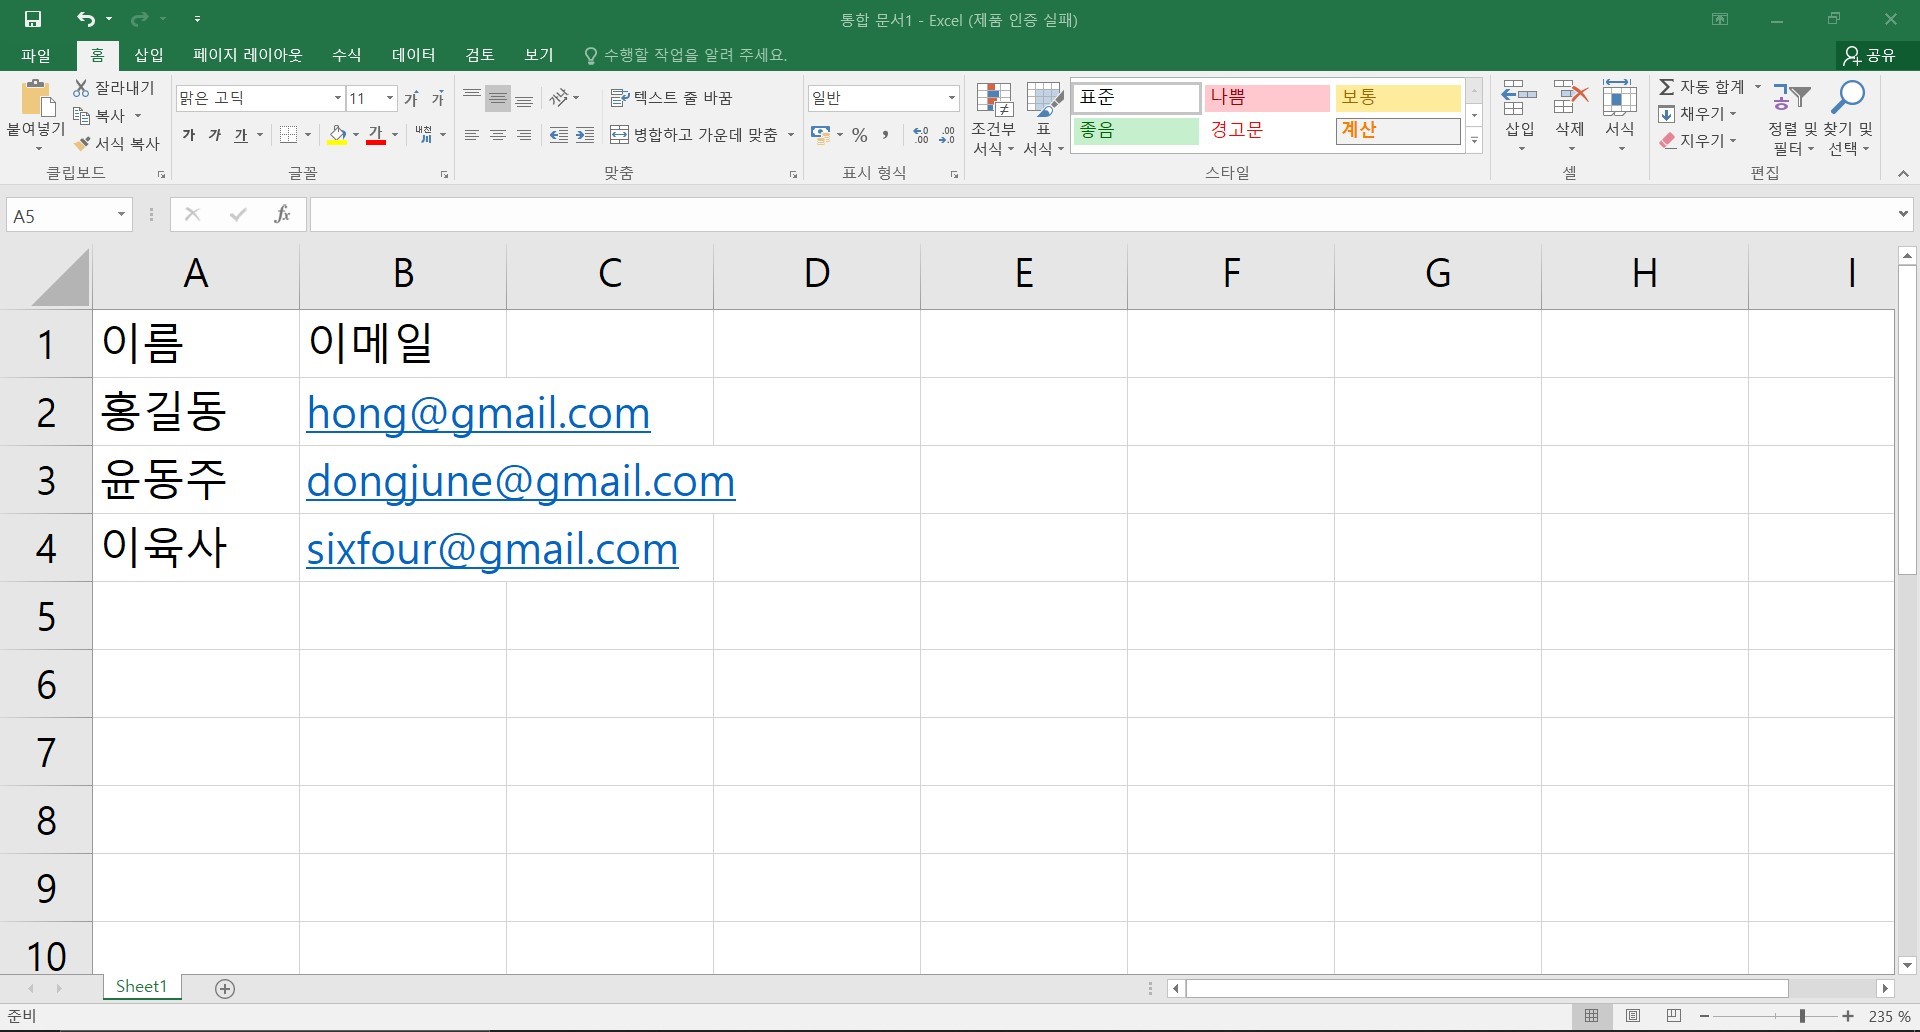 통합 문서1 - Excel (제품 인증 실패)
파일 홈 삽입 페이지 레이아웃 수식 데이터 검토 보기 수행할 작업을 알려 주세요. 공유
붙여넣기 잘라내기 복사 서식 복사
클립보드
맑은 고딕 11 가 가
가 가 가 가 내천
글꼴
텍스트 줄 바꿈
병합하고 가운데 맞춤
맞춤
일반
% ,
표시 형식
조건부 서식 표 서식
표준 나쁨 보통
좋음 경고문 계산
스타일
삽입 삭제 서식
셀
자동 합계
채우기
지우기
정렬 및 필터 찾기 및 선택
편집
A5 fx
A B C D E F G H I
1 이름 이메일
2 홍길동 hong@gmail.com
3 윤동주 dongjune@gmail.com
4 이육사 sixfour@gmail.com
5
6
7
8
9
10
Sheet1
준비 235 %